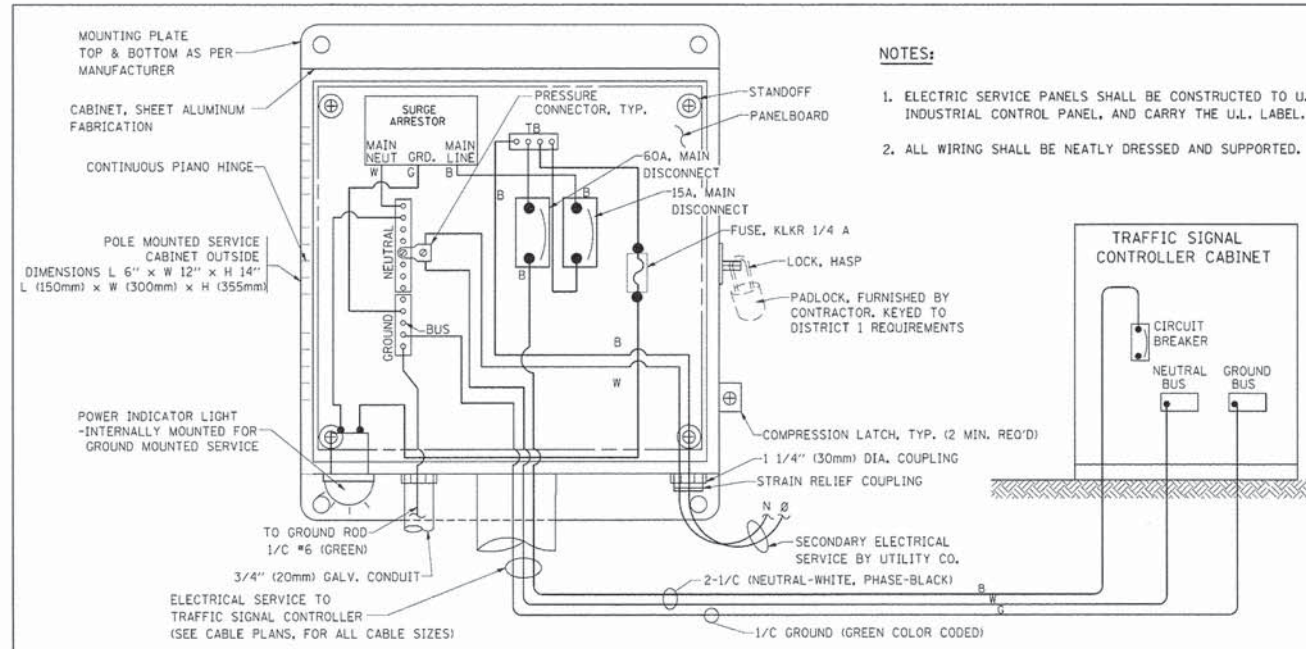 MOUNTING PLATE
TOP & BOTTOM AS PER
MANUFACTURER
CABINET, SHEET ALUMINUM
FABRICATION
CONTINUOUS PIANO HINGE
POLE MOUNTED SERVICE
CABINET OUTSIDE
DIMENSIONS L 6" x W 12" x H 14"
L (150mm) x W (300mm) x H (355mm)
POWER INDICATOR LIGHT
-INTERNALLY MOUNTED FOR
GROUND MOUNTED SERVICE
SURGE
ARRESTOR
MAIN
NEUT
GRD.
MAIN
LINE
W
G
B
PRESSURE
CONNECTOR, TYP.
TB
60A, MAIN
DISCONNECT
B
B
15A, MAIN
DISCONNECT
B
NEUTRAL
GROUND
BUS
FUSE, KLKR 1/4 A
B
W
STANDOFF
PANELBOARD
LOCK, HASP
PADLOCK, FURNISHED BY
CONTRACTOR. KEYED TO
DISTRICT 1 REQUIREMENTS
COMPRESSION LATCH, TYP. (2 MIN. REQ'D)
1 1/4" (30mm) DIA. COUPLING
STRAIN RELIEF COUPLING
N Ø
SECONDARY ELECTRICAL
SERVICE BY UTILITY CO.
TO GROUND ROD
1/C #6 (GREEN)
3/4" (20mm) GALV. CONDUIT
ELECTRICAL SERVICE TO
TRAFFIC SIGNAL CONTROLLER
(SEE CABLE PLANS, FOR ALL CABLE SIZES)
2-1/C (NEUTRAL-WHITE, PHASE-BLACK)
B
W
G
1/C GROUND (GREEN COLOR CODED)
NOTES:
1. ELECTRIC SERVICE PANELS SHALL BE CONSTRUCTED TO U.
INDUSTRIAL CONTROL PANEL, AND CARRY THE U.L. LABEL.
2. ALL WIRING SHALL BE NEATLY DRESSED AND SUPPORTED.
TRAFFIC SIGNAL
CONTROLLER CABINET
CIRCUIT
BREAKER
NEUTRAL
BUS
GROUND
BUS